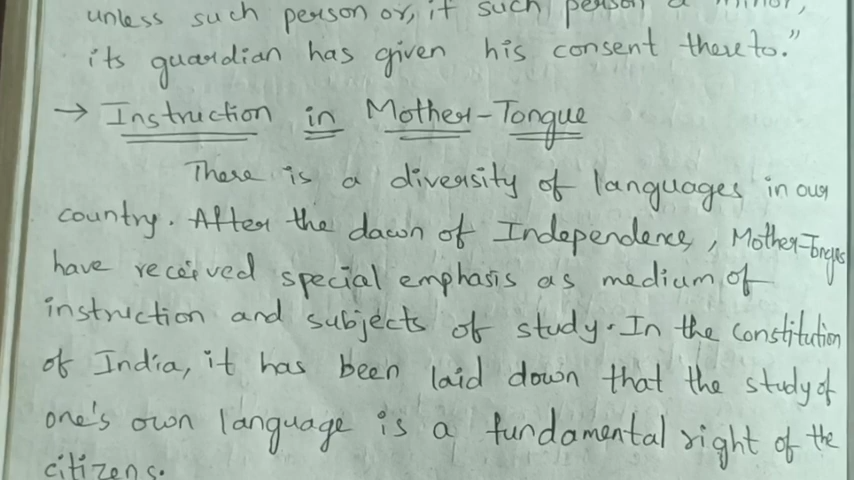 unless such person or, if such person a minor,
its guardian has given his consent thereto."
→ Instruction in Mother-Tongue
There is a diversity of languages in our
country. After the dawn of Independence, Mother-Tonges
have received special emphasis as medium of
instruction and subjects of study. In the constitution
of India, it has been laid down that the study of
one's own language is a fundamental right of the
citizens.